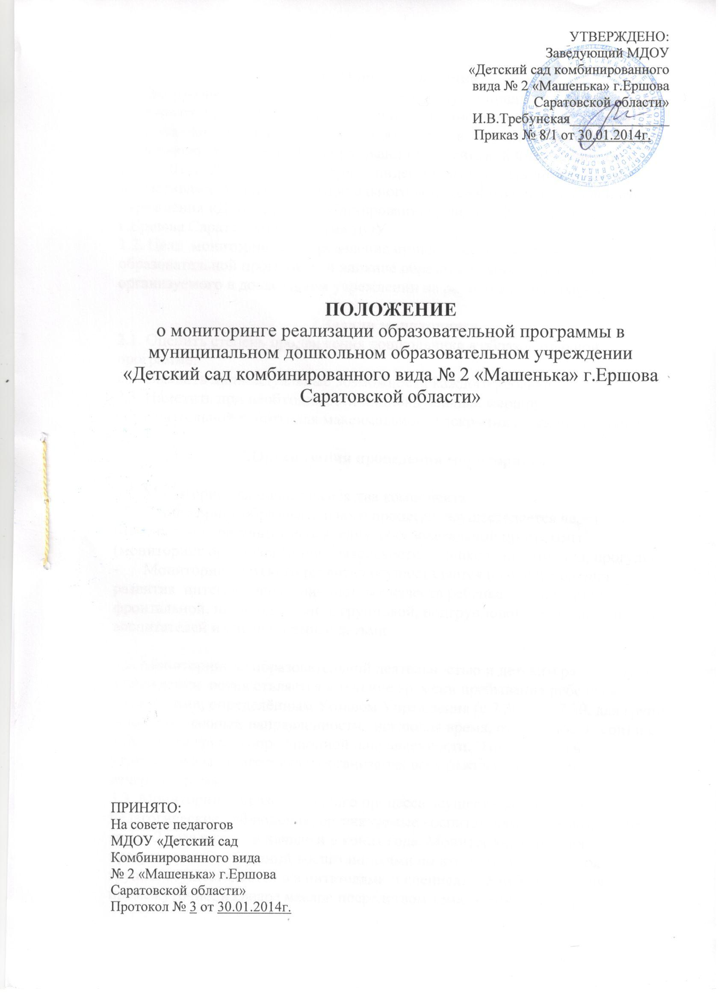 УТВЕРЖДЕНО:
Заведующий МДОУ
«Детский сад комбинированного
вида № 2 «Машенька» г.Ершова
Саратовской области»
И.В.Требунская______________
Приказ № 8/1 от 30.01.2014г.
ПОЛОЖЕНИЕ
о мониторинге реализации образовательной программы в
муниципальном дошкольном образовательном учреждении
«Детский сад комбинированного вида № 2 «Машенька» г.Ершова
Саратовской области»
ПРИНЯТО:
На совете педагогов
МДОУ «Детский сад
Комбинированного вида
№ 2 «Машенька» г.Ершова
Саратовской области»
Протокол № 3 от 30.01.2014г.